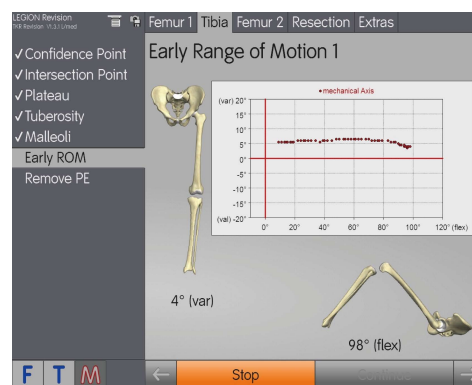 LEGION Revision
TKR Revision V1.3.1 L/med
Femur 1 Tibia Femur 2 Resection Extras
✓ Confidence Point
✓ Intersection Point
✓ Plateau
✓ Tuberosity
✓ Malleoli
Early ROM
Remove PE
Early Range of Motion 1
mechanical Axis
(var) 20°
15°
10°
5°
0°
-5°
-10°
-15°
(val) -20°
0° 20° 40° 60° 80° 100° 120° (flex)
4° (var)
98° (flex)
F T M
← Stop Continue →